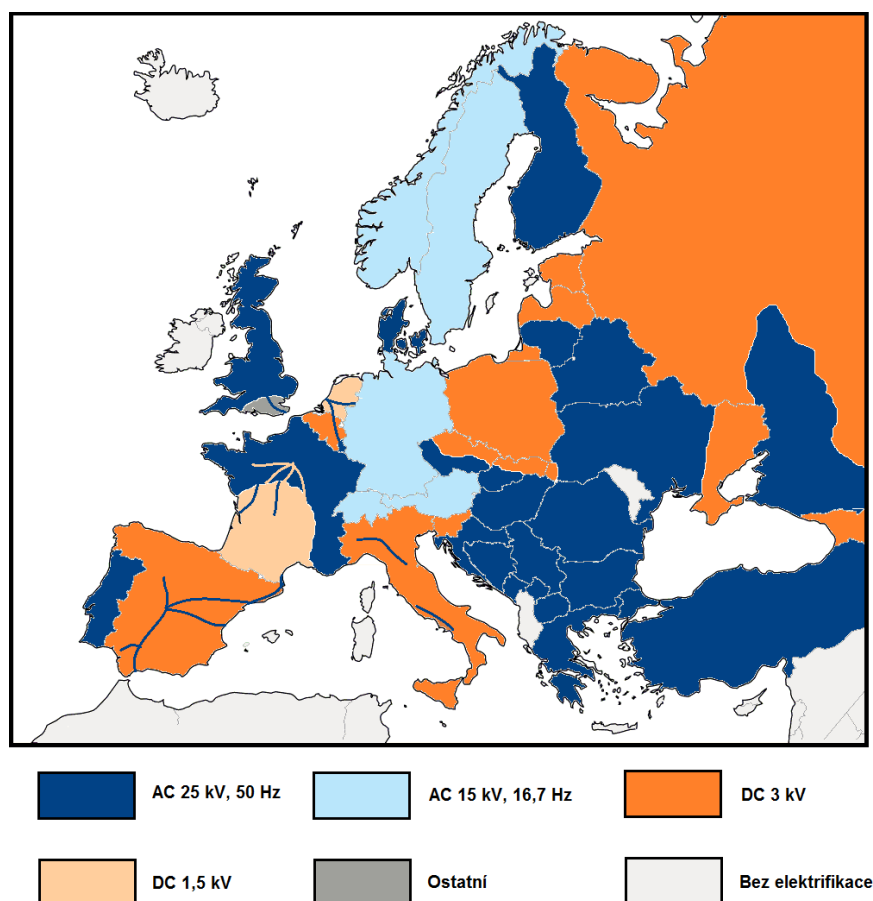 AC 25 kV, 50 Hz
AC 15 kV, 16,7 Hz
DC 3 kV
DC 1,5 kV
Ostatní
Bez elektrifikace